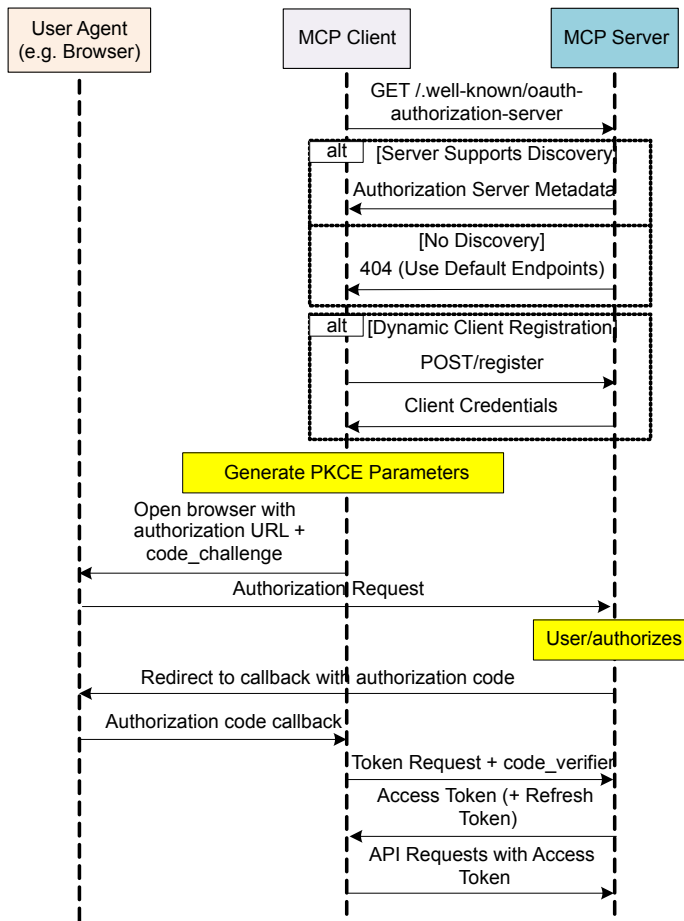 User Agent
(e.g. Browser)
MCP Client
MCP Server
GET /.well-known/oauth-
authorization-server
alt
[Server Supports Discovery]
Authorization Server Metadata
[No Discovery]
404 (Use Default Endpoints)
alt
[Dynamic Client Registration
POST/register
Client Credentials
Generate PKCE Parameters
Open browser with
authorization URL +
code_challenge
Authorization Request
User/authorizes
Redirect to callback with authorization code
Authorization code callback
Token Request + code_verifier
Access Token (+ Refresh
Token)
API Requests with Access
Token